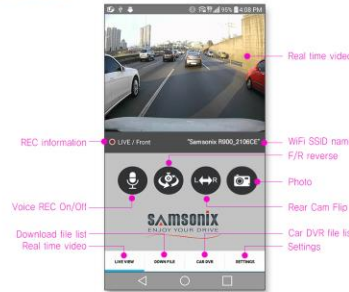 95% 4:08 PM
Real time video
REC information
LIVE / Front
"Samsonix R900_2106CE"
WiFi SSID nam
F/R reverse
L R
Photo
Voice REC On/Off
Rear Cam Flip
SAMSONIX
ENJOY YOUR DRIVE
Download file list
Car DVR file lis
Real time video
Settings
LIVE VIEW
DOWN FILE
CAR DVR
SETTINGS